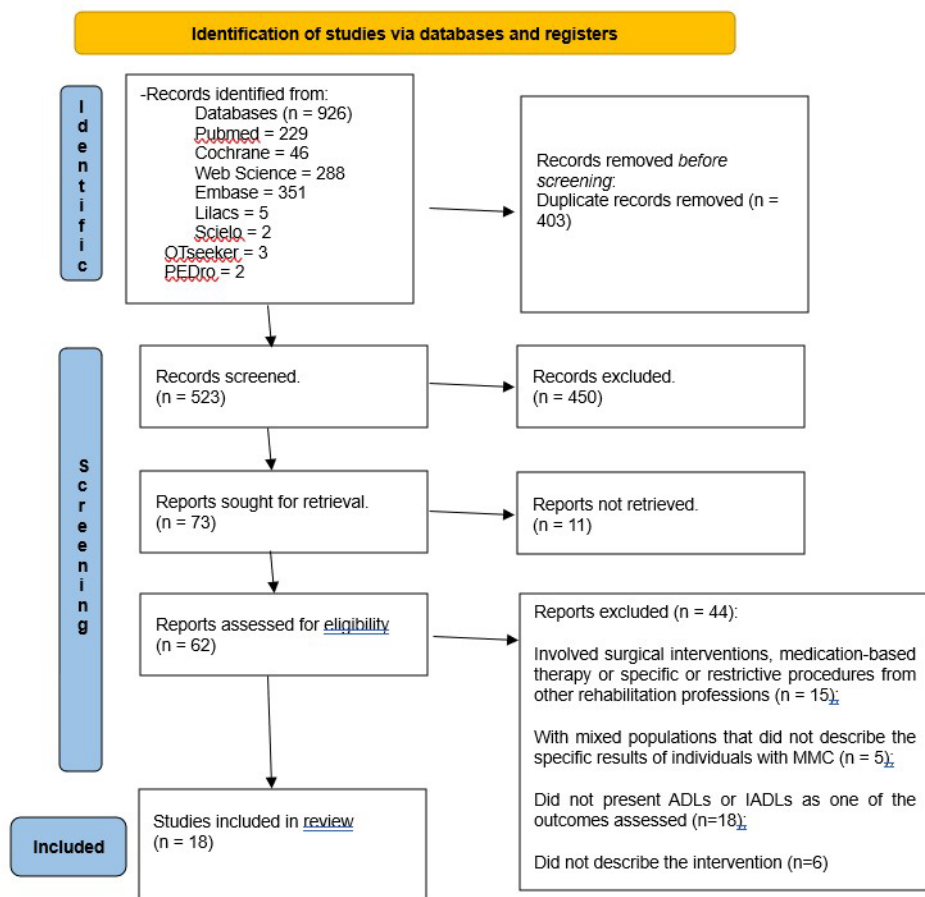 Identification of studies via databases and registers
Identific
-Records identified from:
Databases (n = 926)
Pubmed = 229
Cochrane = 46
Web Science = 288
Embase = 351
Lilacs = 5
Scielo = 2
OTseeker = 3
PEDro = 2
Records removed before
screening:
Duplicate records removed (n =
403)
Screening
Records screened.
(n = 523)
Records excluded.
(n = 450)
Reports sought for retrieval.
(n = 73)
Reports not retrieved.
(n = 11)
Reports assessed for eligibility
(n = 62)
Reports excluded (n = 44):
Involved surgical interventions, medication-based
therapy or specific or restrictive procedures from
other rehabilitation professions (n = 15);
With mixed populations that did not describe the
specific results of individuals with MMC (n = 5);
Did not present ADLs or IADLs as one of the
outcomes assessed (n=18);
Did not describe the intervention (n=6)
Included
Studies included in review
(n = 18)